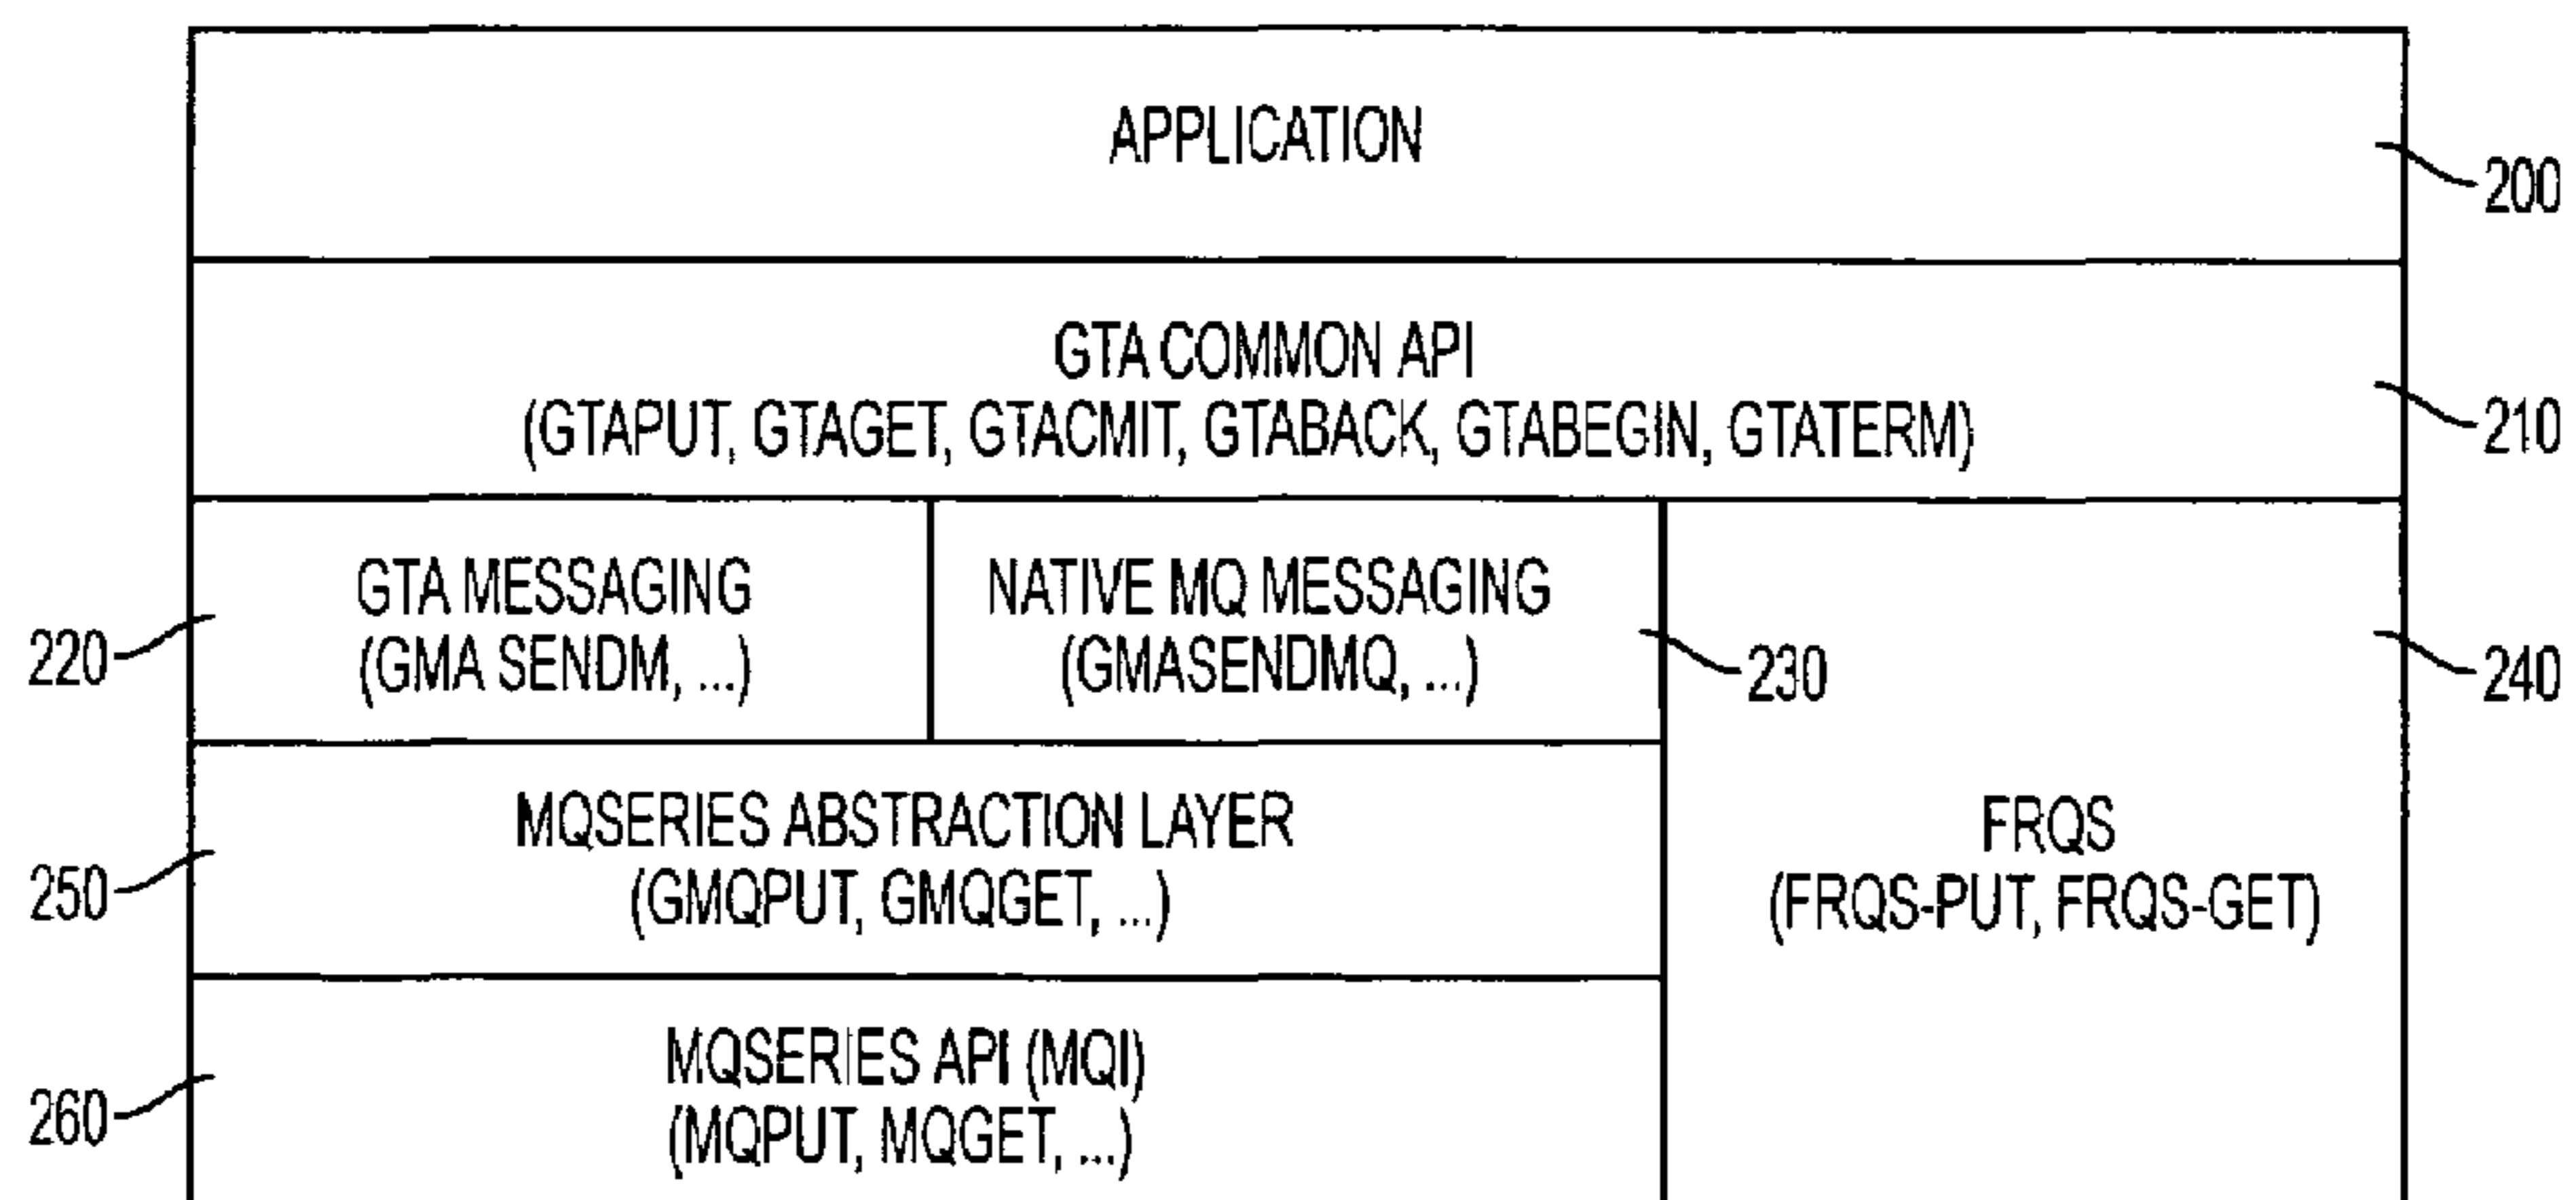 APPLICATION
200
GTA COMMON API
(GTAPUT, GTAGET, GTACMIT, GTABACK, GTABEGIN, GTATERM)
210
GTA MESSAGING
(GMA SENDM, ...)
220
NATIVE MQ MESSAGING
(GMASENDMQ, ...)
230
240
MQSERIES ABSTRACTION LAYER
(GMQPUT, GMQGET, ...)
250
FRQS
(FRQS-PUT, FRQS-GET)
MQSERIES API (MQI)
(MQPUT, MQGET, ...)
260